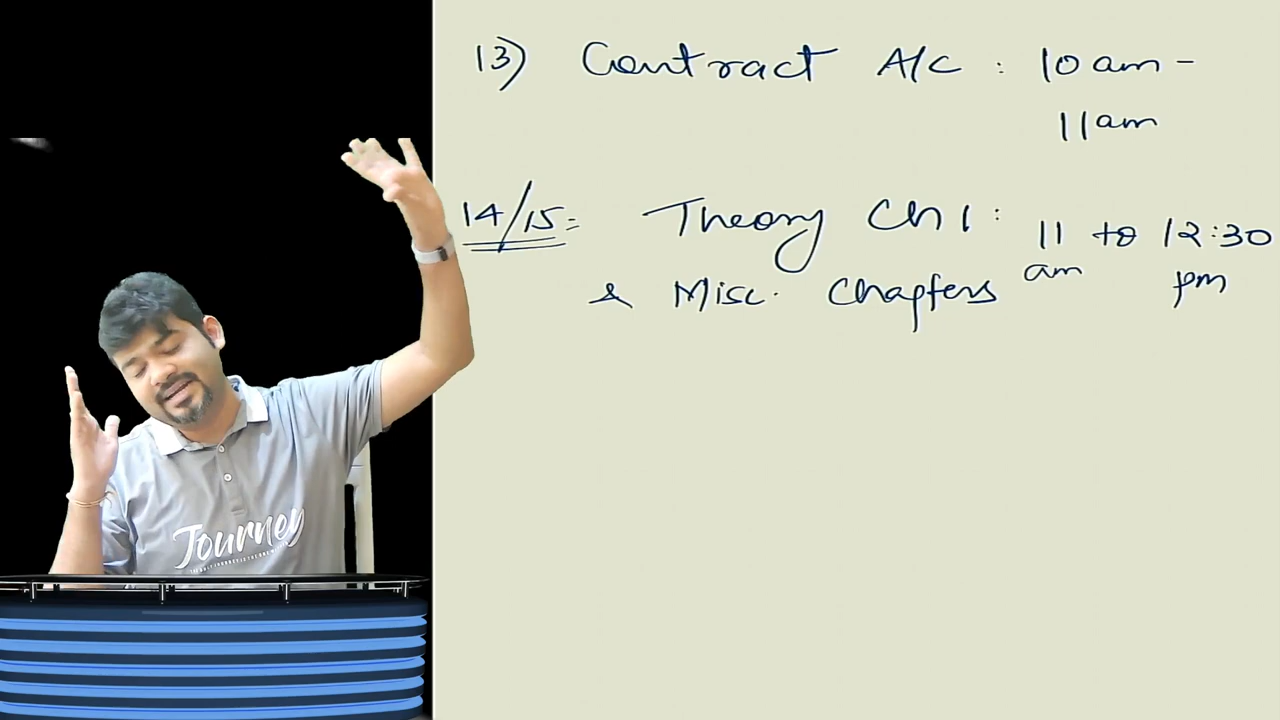 13) Contract A/C : 10 am -
11 am
14/15 = Theory Ch 1 : 11 am to 12:30 pm
& Misc. Chapters
Journey